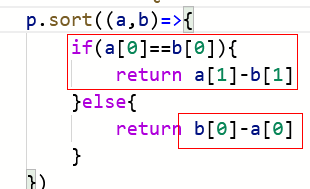 p.sort((a,b)=>{
if(a[0]==b[0]){
return a[1]-b[1]
}else{
return b[0]-a[0]
}
})